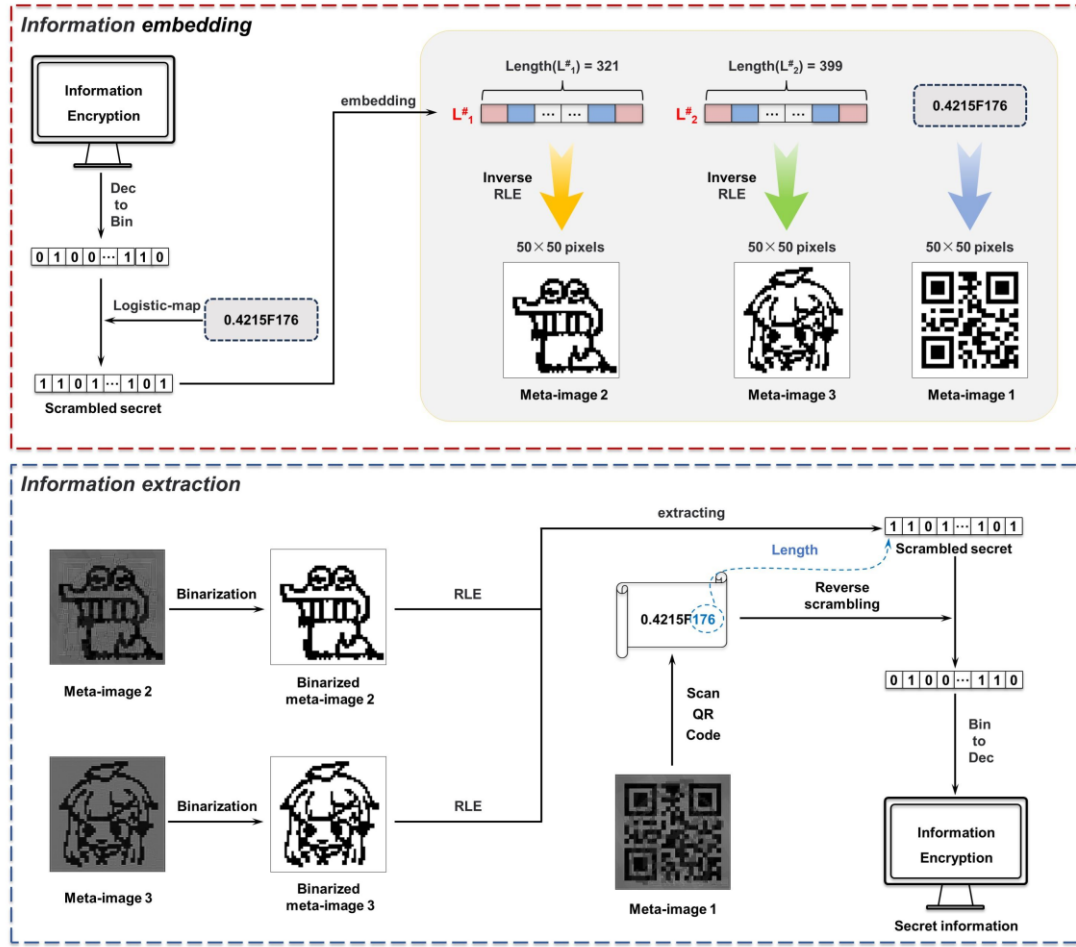 Information embedding
Information
Encryption
Dec
to
Bin
0 1 0 0 ··· 1 1 0
Logistic-map
0.4215F176
1 1 0 1 ··· 1 0 1
Scrambled secret
embedding
Length(L#1) = 321
L#1 ··· ···
Inverse
RLE
50×50 pixels
Meta-image 2
Length(L#2) = 399
L#2 ··· ···
Inverse
RLE
50×50 pixels
Meta-image 3
0.4215F176
50×50 pixels
Meta-image 1
Information extraction
Meta-image 2
Binarization
Binarized
meta-image 2
RLE
Meta-image 3
Binarization
Binarized
meta-image 3
RLE
extracting
1 1 0 1 ··· 1 0 1
Scrambled secret
Length
0.4215F176
Reverse
scrambling
Scan
QR
Code
Meta-image 1
0 1 0 0 ··· 1 1 0
Bin
to
Dec
Information
Encryption
Secret information